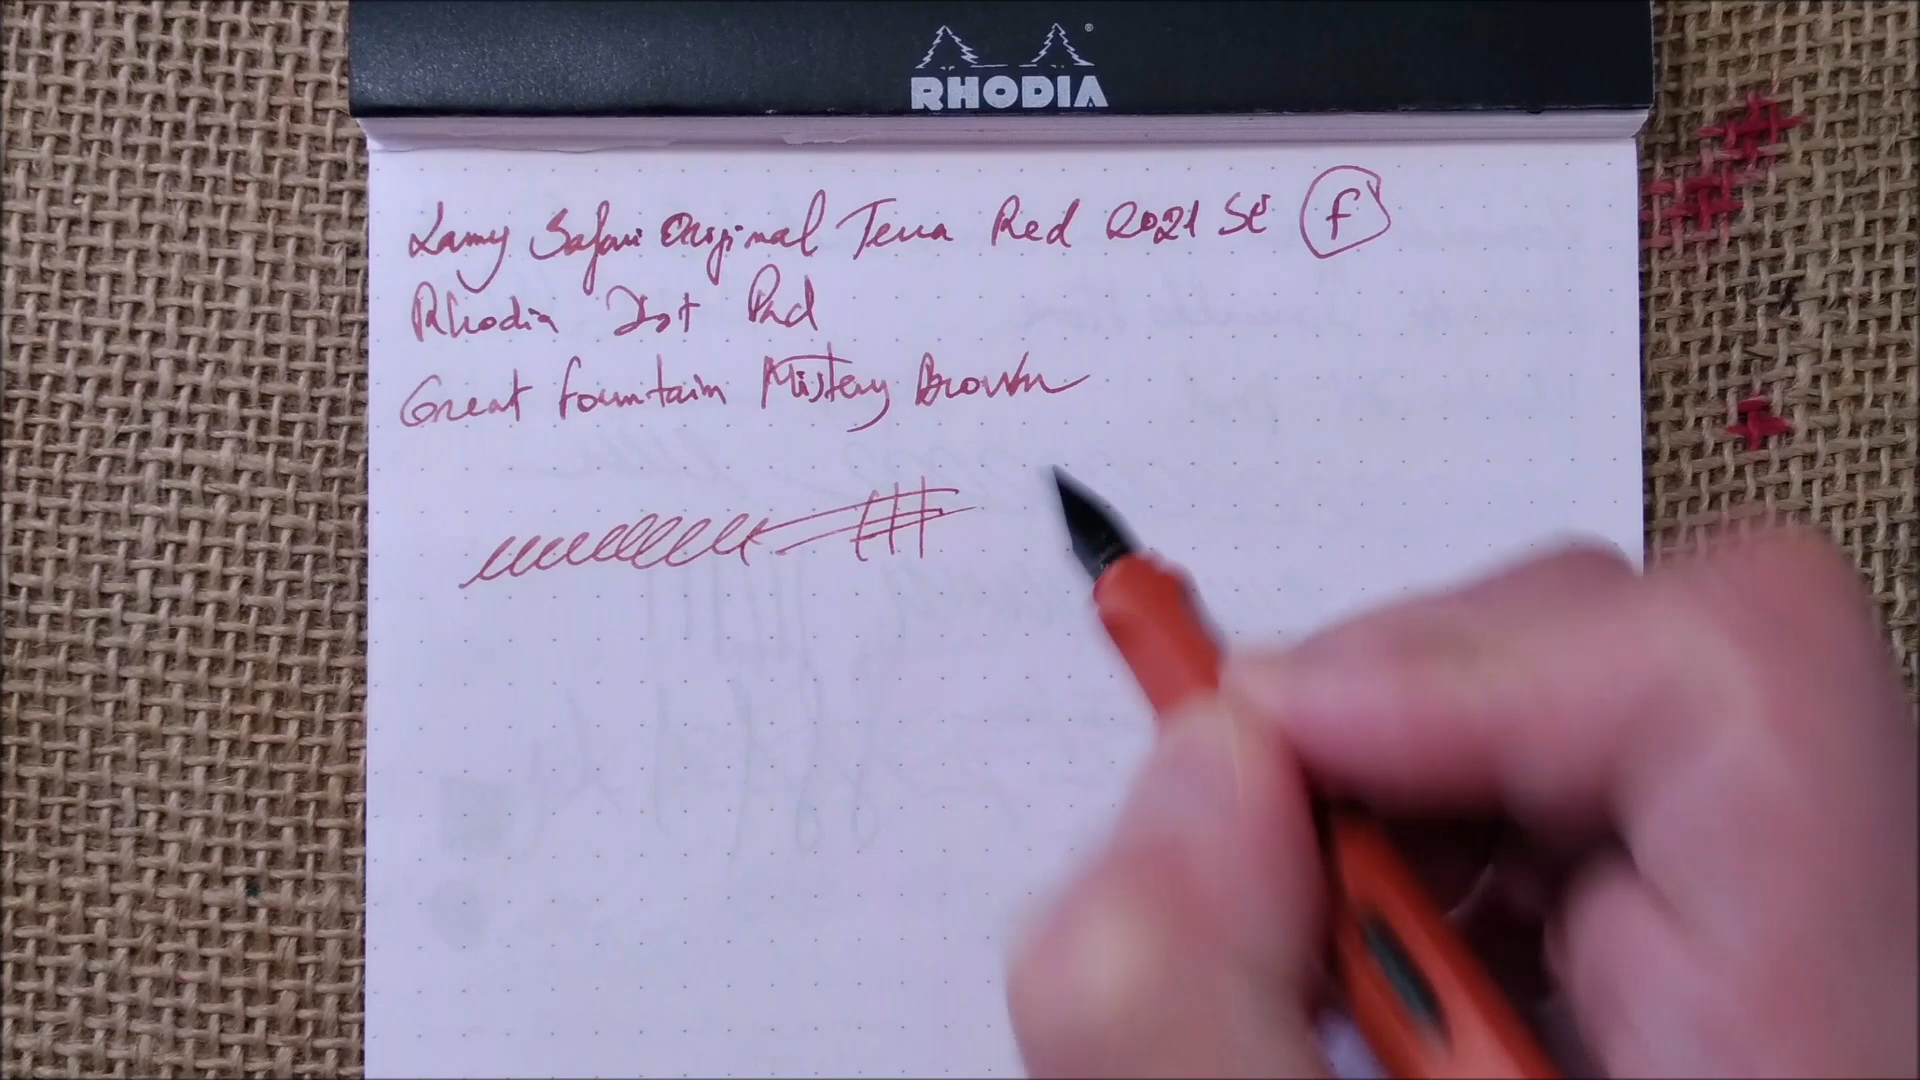 RHODIA
Lamy Safari Original Terra Red 2021 SE F
Rhodia Dot Pad
Great Fountain Mistery Brown